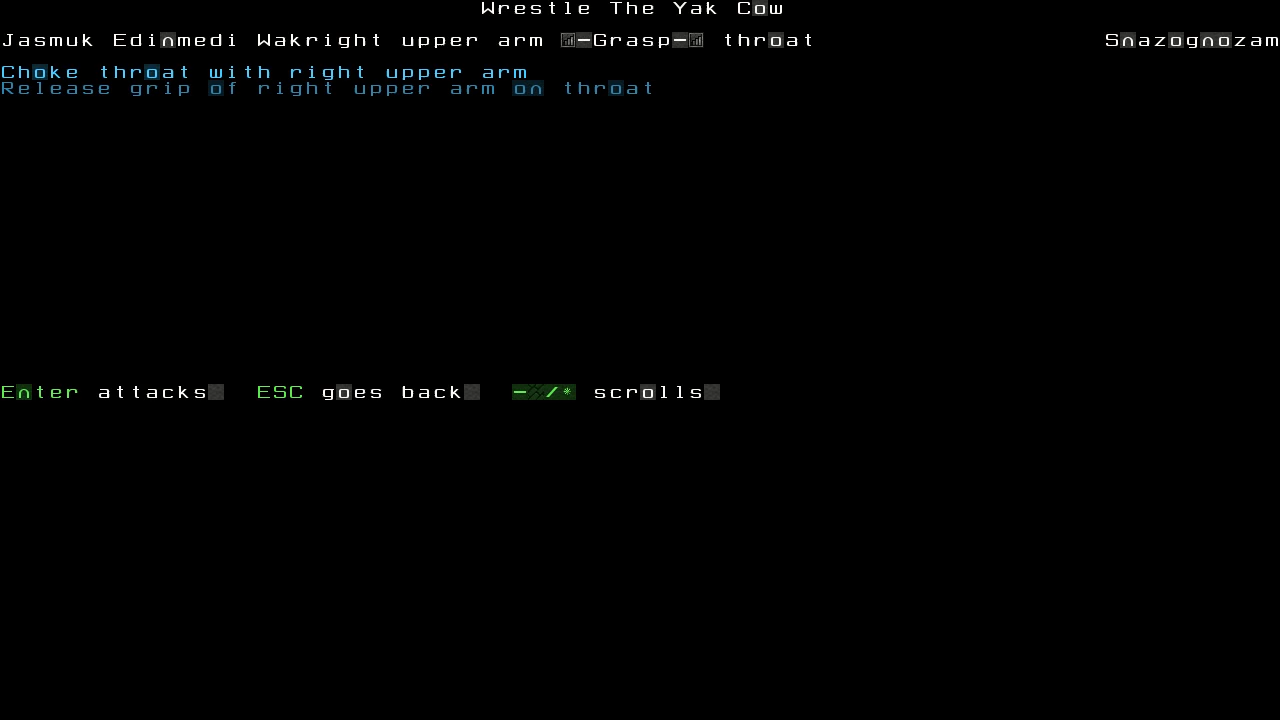 Wrestle The Yak Cow
Jasmuk Edinmedi Wakright upper arm -Grasp- throat Snazognozam
Choke throat with right upper arm
Release grip of right upper arm on throat
Enter attacks ESC goes back - /* scrolls